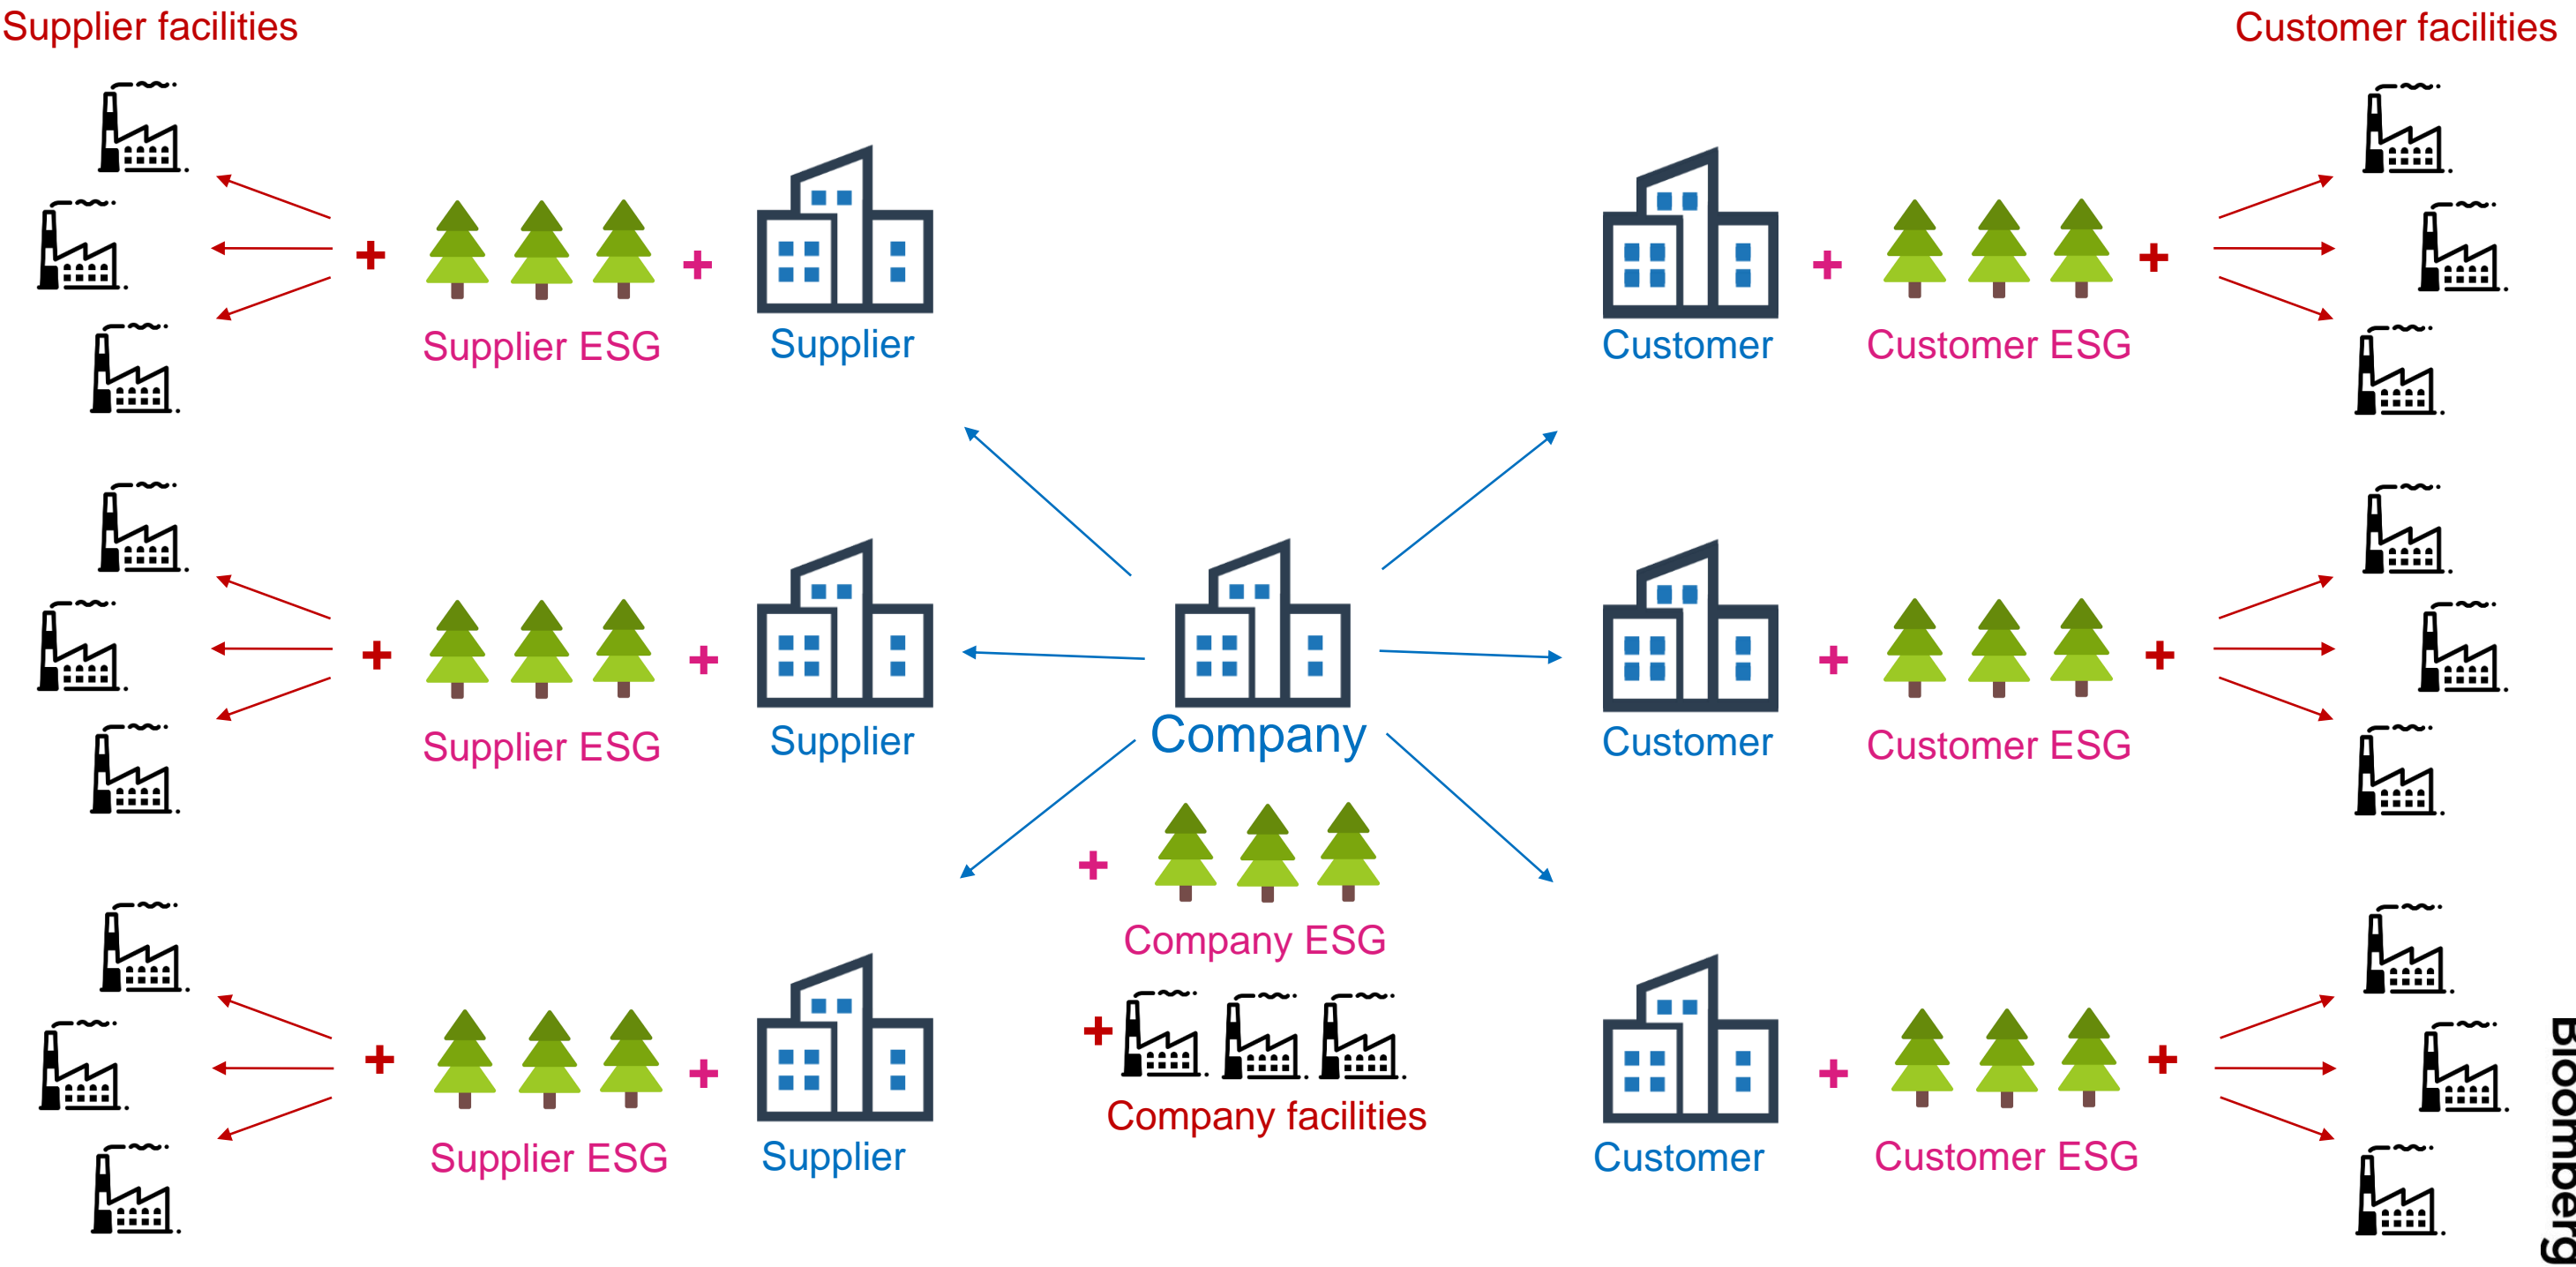 Supplier facilities
Customer facilities
Supplier ESG
Supplier
Customer
Customer ESG
Supplier ESG
Supplier
Company
Customer
Customer ESG
Company ESG
Company facilities
Supplier ESG
Supplier
Customer
Customer ESG
Bloomberg